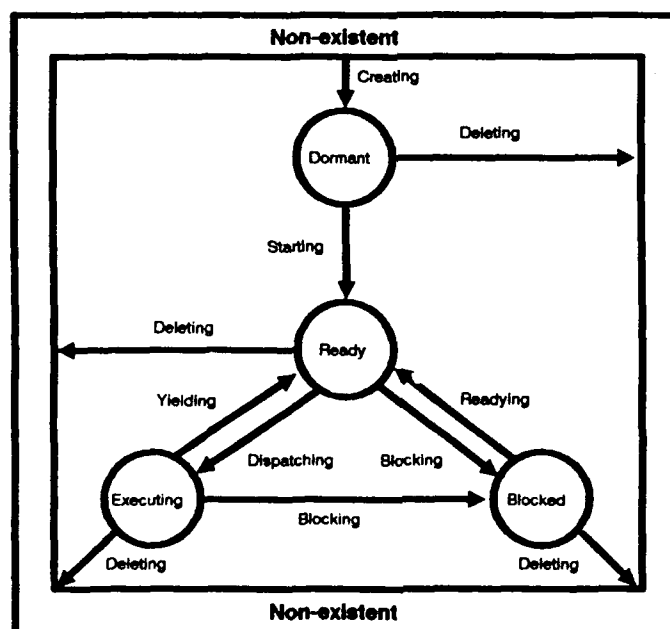 Non-existent
Creating
Deleting
Dormant
Starting
Deleting
Ready
Yielding
Readying
Dispatching
Blocking
Executing
Blocked
Blocking
Deleting
Deleting
Non-existent